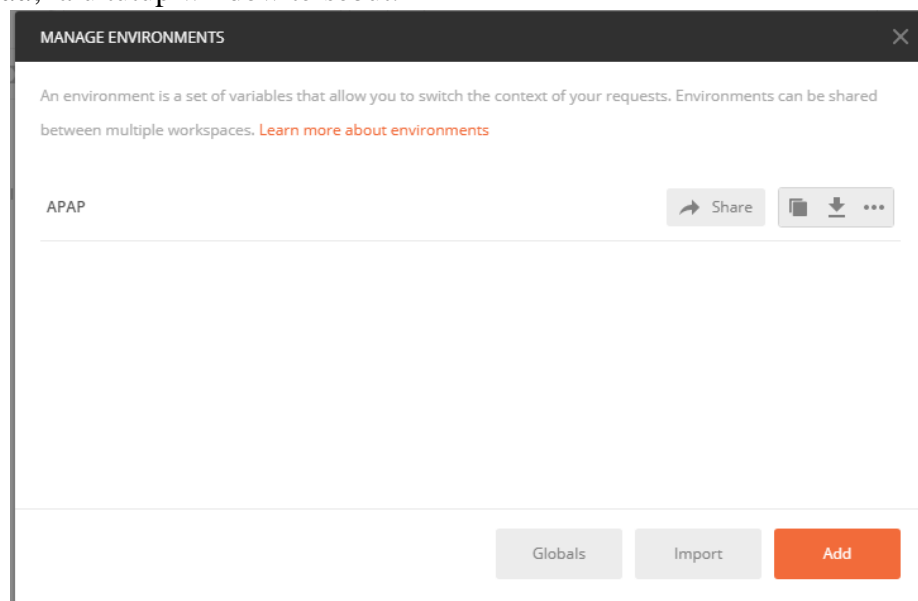 MANAGE ENVIRONMENTS
An environment is a set of variables that allow you to switch the context of your requests. Environments can be shared
between multiple workspaces. Learn more about environments
APAP
Share
Globals Import Add